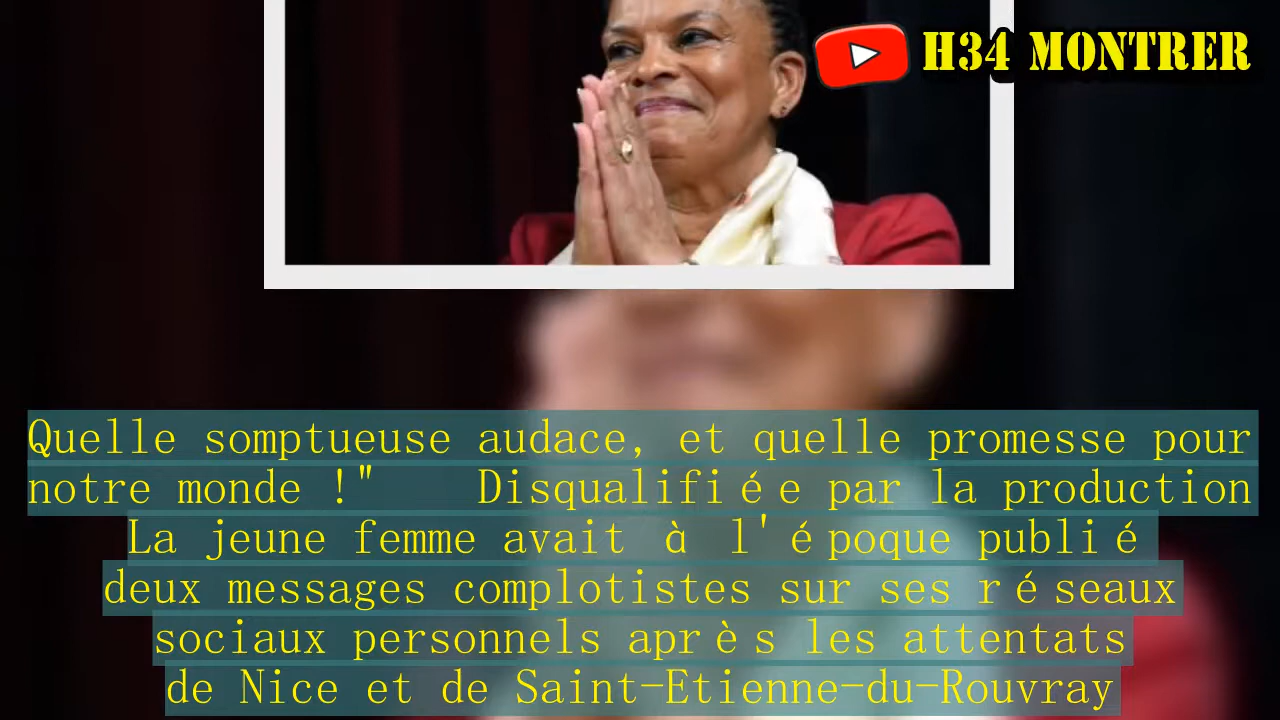 H34 MONTRER
Quelle somptueuse audace, et quelle promesse pour
notre monde !" Disqualifiée par la production
La jeune femme avait à l'époque publié
deux messages complotistes sur ses réseaux
sociaux personnels après les attentats
de Nice et de Saint-Etienne-du-Rouvray